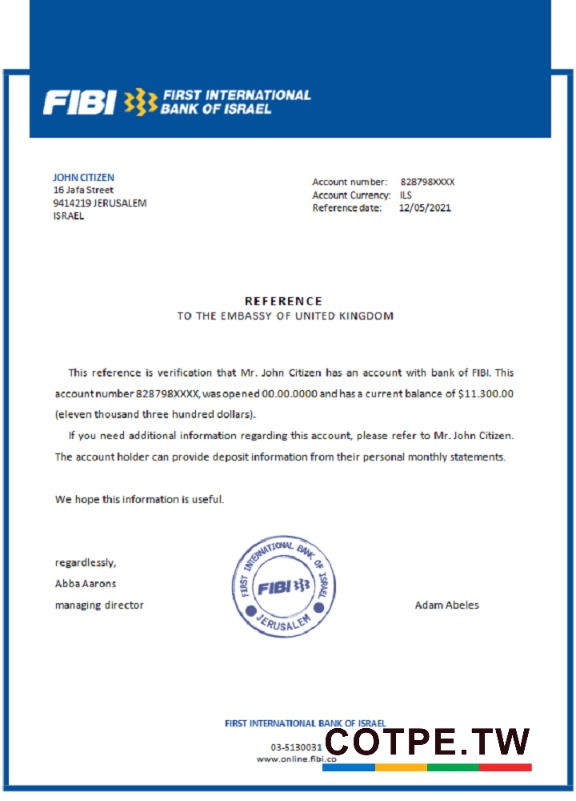 FIBI FIRST INTERNATIONAL
BANK OF ISRAEL
JOHN CITIZEN
16 Jafa Street
9414219 JERUSALEM
ISRAEL
Account number: 828798XXXX
Account Currency: ILS
Reference date: 12/05/2021
REFERENCE
TO THE EMBASSY OF UNITED KINGDOM
This reference is verification that Mr. John Citizen has an account with bank of FIBI. This
account number 828798XXXX, was opened 00.00.0000 and has a current balance of $11.300.00
(eleven thousand three hundred dollars).
If you need additional information regarding this account, please refer to Mr. John Citizen.
The account holder can provide deposit information from their personal monthly statements.
We hope this information is useful.
regardlessly,
Abba Aarons
managing director
FIRST INTERNATIONAL BANK OF ISRAEL
FIBI
JERUSALEM
Adam Abeles
FIRST INTERNATIONAL BANK OF ISRAEL
03-5130031
www.online.fibi.co
COTPE.TW